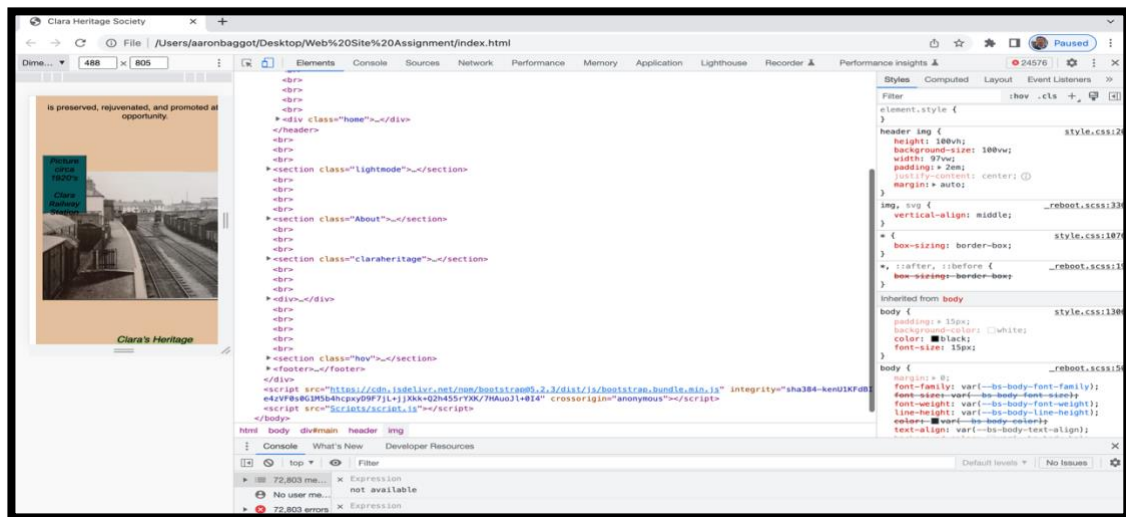 Clara Heritage Society × +
File | /Users/aaronbaggot/Desktop/Web%20Site%20Assignment/index.html
Paused
Dime... ▼ 488 × 805
Elements Console Sources Network Performance Memory Application Lighthouse Recorder Performance insights
24576
is preserved, rejuvenated, and promoted at
opportunity.
Picture
circa
1920's
Clara
Railway
Station
Clara's Heritage
<br>
<br>
<br>
<br>
▶<div class="home">…</div>
</header>
<br>
<br>
<br>
▶<section class="lightmode">…</section>
<br>
<br>
<br>
<br>
▶<section class="About">…</section>
<br>
<br>
<br>
▶<section class="claraheritage">…</section>
<br>
<br>
<br>
▶<div>…</div>
<br>
<br>
<br>
<br>
▶<section class="hov">…</section>
▶<footer>…</footer>
</div>
<script src="https://cdn.jsdelivr.net/npm/bootstrap@5.2.3/dist/js/bootstrap.bundle.min.js" integrity="sha384-
crossorigin="anonymous"></script>
<script src="Scripts/script.js"></script>
</body>
html body div#main header img
Styles Computed Layout Event Listeners »
Filter :hov .cls +
element.style {
}
header img { style.css:20
height: 100vh;
background-size: 100vw;
width: 97vw;
padding: ▶ 2em;
justify-content: center;
margin: ▶ auto;
}
img, svg { _reboot.scss:330
vertical-align: middle;
}
* { style.css:1070
box-sizing: border-box;
}
*, ::after, ::before { _reboot.scss:19
box-sizing: border-box;
}
Inherited from body
body { style.css:1300
padding: ▶ 15px;
background-color: white;
color: black;
font-size: 15px;
}
body { _reboot.scss:50
margin: ▶ 0;
font-family: var(--bs-body-font-family);
font-size: var(--bs-body-font-size);
font-weight: var(--bs-body-font-weight);
line-height: var(--bs-body-line-height);
color: var(--bs-body-color);
text-align: var(--bs-body-text-align);
Console What's New Developer Resources
top ▼ Filter
Default levels ▼ No Issues
▶ 72,803 me...
No user me...
▶ 72,803 errors
× Expression
not available
× Expression